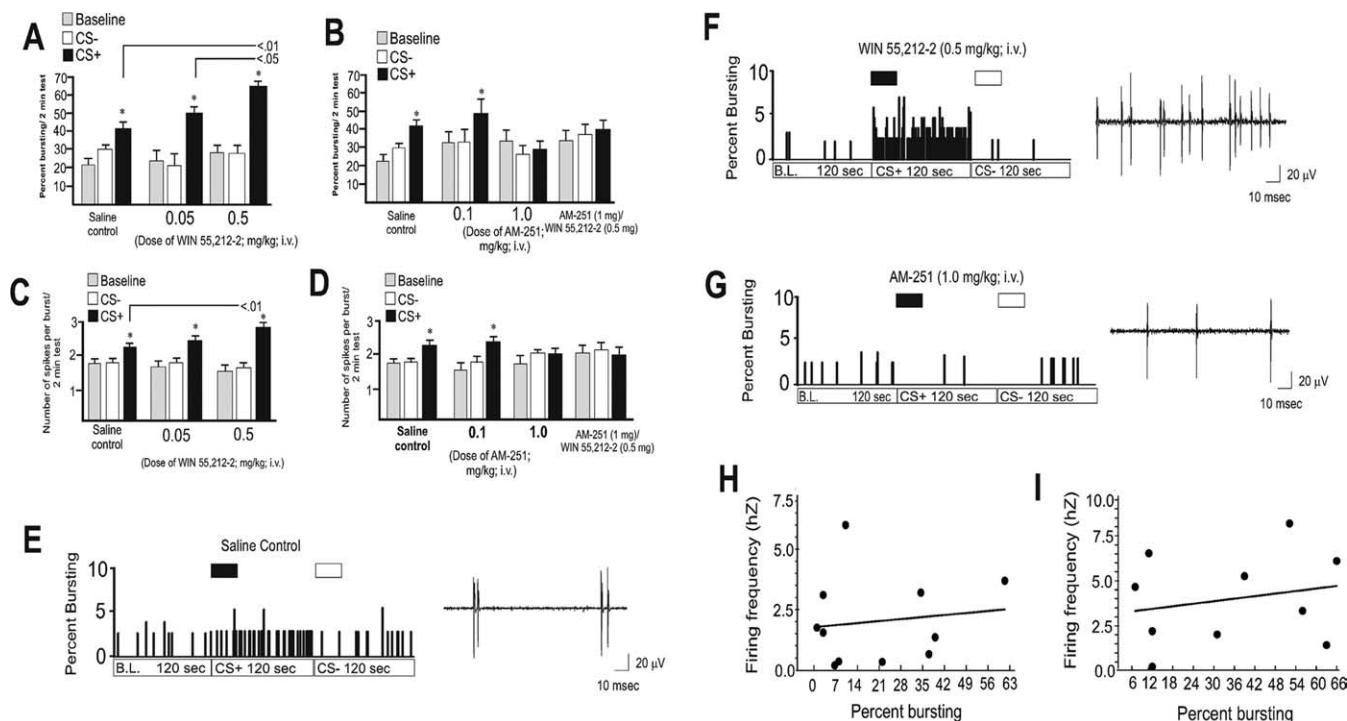 A
Baseline
CS-
CS+
<.01
<.05
Percent bursting/ 2 min test
70
60
50
40
30
20
10
*
*
*
Saline
control
0.05
0.5
(Dose of WIN 55,212-2; mg/kg; i.v.)
B
Baseline
CS-
CS+
Percent bursting/ 2 min test
70
60
50
40
30
20
10
*
*
Saline
control
0.1
1.0
(Dose of AM-251;
mg/kg; i.v.)
AM-251 (1 mg)/
WIN 55,212-2 (0.5 mg)
C
Baseline
CS-
CS+
<.01
Number of spikes per burst/
2 min test
3
2
1
*
*
*
Saline
control
0.05
0.5
(Dose of WIN 55,212-2; mg/kg; i.v.)
D
Baseline
CS-
CS+
Number of spikes per burst/
2 min test
3
2
1
*
*
Saline
control
0.1
1.0
(Dose of AM-251;
mg/kg; i.v.)
AM-251 (1 mg)/
WIN 55,212-2 (0.5 mg)
E
Saline Control
Percent Bursting
10
5
0
B.L. 120 sec
CS+ 120 sec
CS- 120 sec
20 µV
10 msec
F
WIN 55,212-2 (0.5 mg/kg; i.v.)
Percent Bursting
10
5
0
B.L. 120 sec
CS+ 120 sec
CS- 120 sec
20 µV
10 msec
G
AM-251 (1.0 mg/kg; i.v.)
Percent Bursting
10
5
0
B.L. 120 sec
CS+ 120 sec
CS- 120 sec
20 µV
10 msec
H
Firing frequency (hZ)
7.5
5.0
2.5
0.0
0 7 14 21 28 35 42 49 56 63
Percent bursting
I
Firing frequency (hZ)
10.0
7.5
5.0
2.5
0.0
6 12 18 24 30 36 42 48 54 60 66
Percent bursting